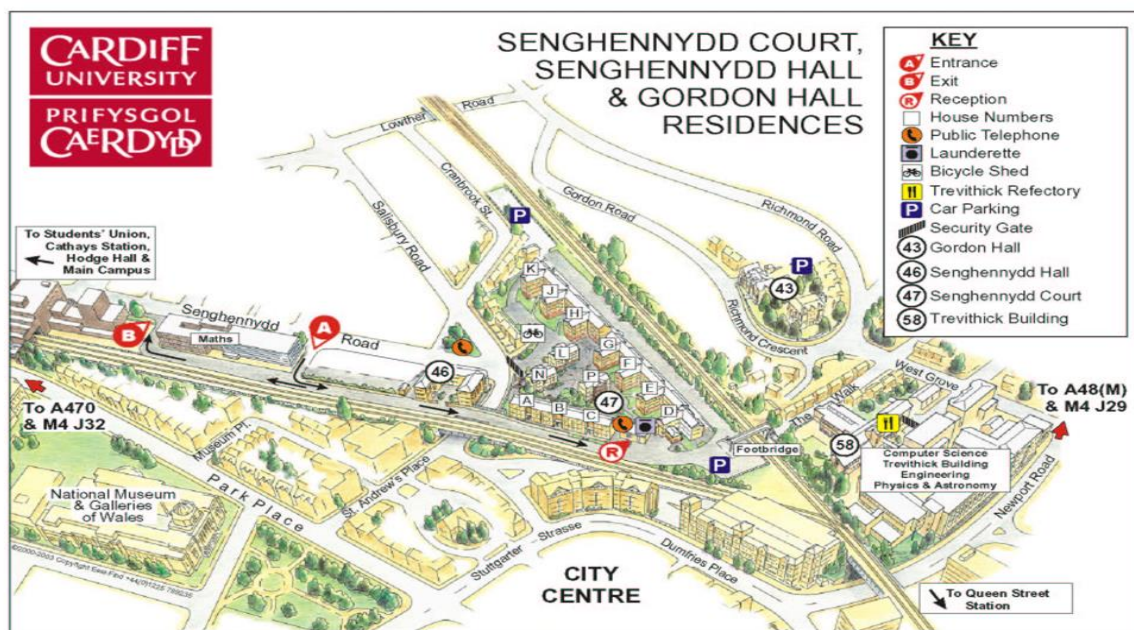 CARDIFF
UNIVERSITY
PRIFYSGOL
CAERDYDD
SENGHENNYDD COURT,
SENGHENNYDD HALL
& GORDON HALL
RESIDENCES
KEY
A Entrance
B Exit
R Reception
House Numbers
Public Telephone
Launderette
Bicycle Shed
Trevithick Refectory
P Car Parking
Security Gate
43 Gordon Hall
46 Senghennydd Hall
47 Senghennydd Court
58 Trevithick Building
Lowther Road
Cranbrook St.
Salisbury Road
Gordon Road
Richmond Road
Richmond Crescent
P
P
43
To Students' Union,
Cathays Station,
Hodge Hall &
Main Campus
Senghennydd
Road
Maths
B
A
46
K
J
H
G
L
F
N
P
E
A
B
C
D
47
R
P
Footbridge
The Walk
West Grove
58
Computer Science
Trevithick Building
Engineering
Physics & Astronomy
To A48(M)
& M4 J29
Newport Road
To A470
& M4 J32
Museum Pl.
Park Place
St. Andrew's Place
National Museum
& Galleries
of Wales
Stuttgarter - Strasse
Dumfries Place
CITY
CENTRE
To Queen Street
Station